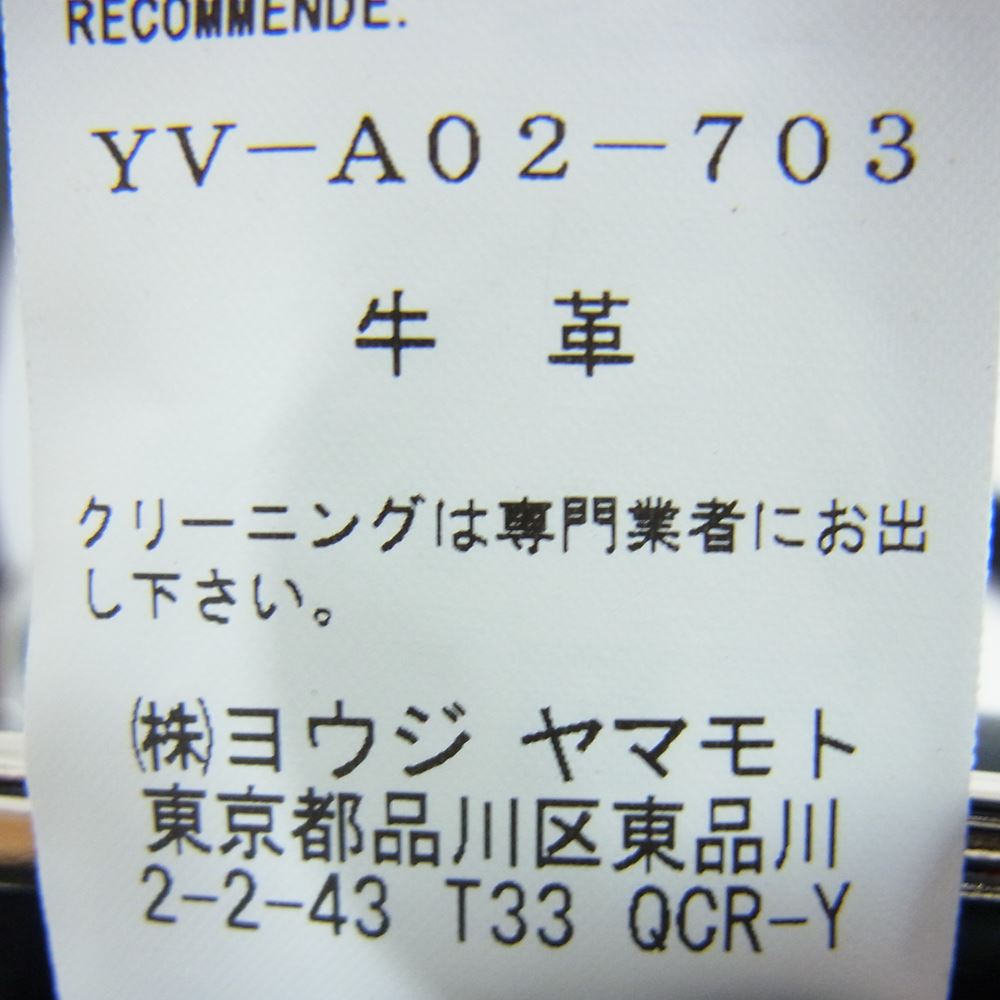 RECOMMENDE.
YV-A02-703
牛 革
クリーニングは専門業者にお出
し下さい。
㈱ヨウジ ヤマモト
東京都品川区東品川
2-2-43 T33 QCR-Y